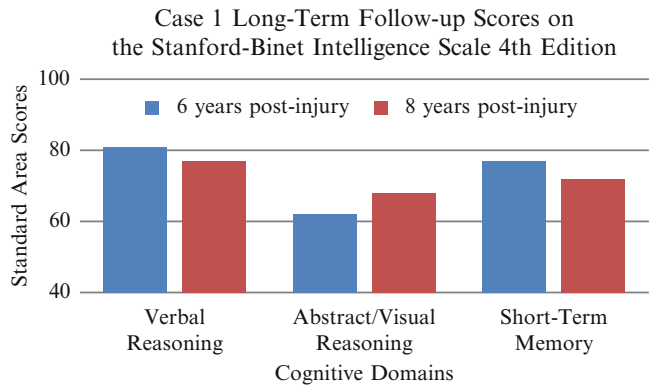 Case 1 Long-Term Follow-up Scores on
the Stanford-Binet Intelligence Scale 4th Edition
100
6 years post-injury
8 years post-injury
80
60
40
Standard Area Scores
Verbal
Reasoning
Abstract/Visual
Reasoning
Short-Term
Memory
Cognitive Domains